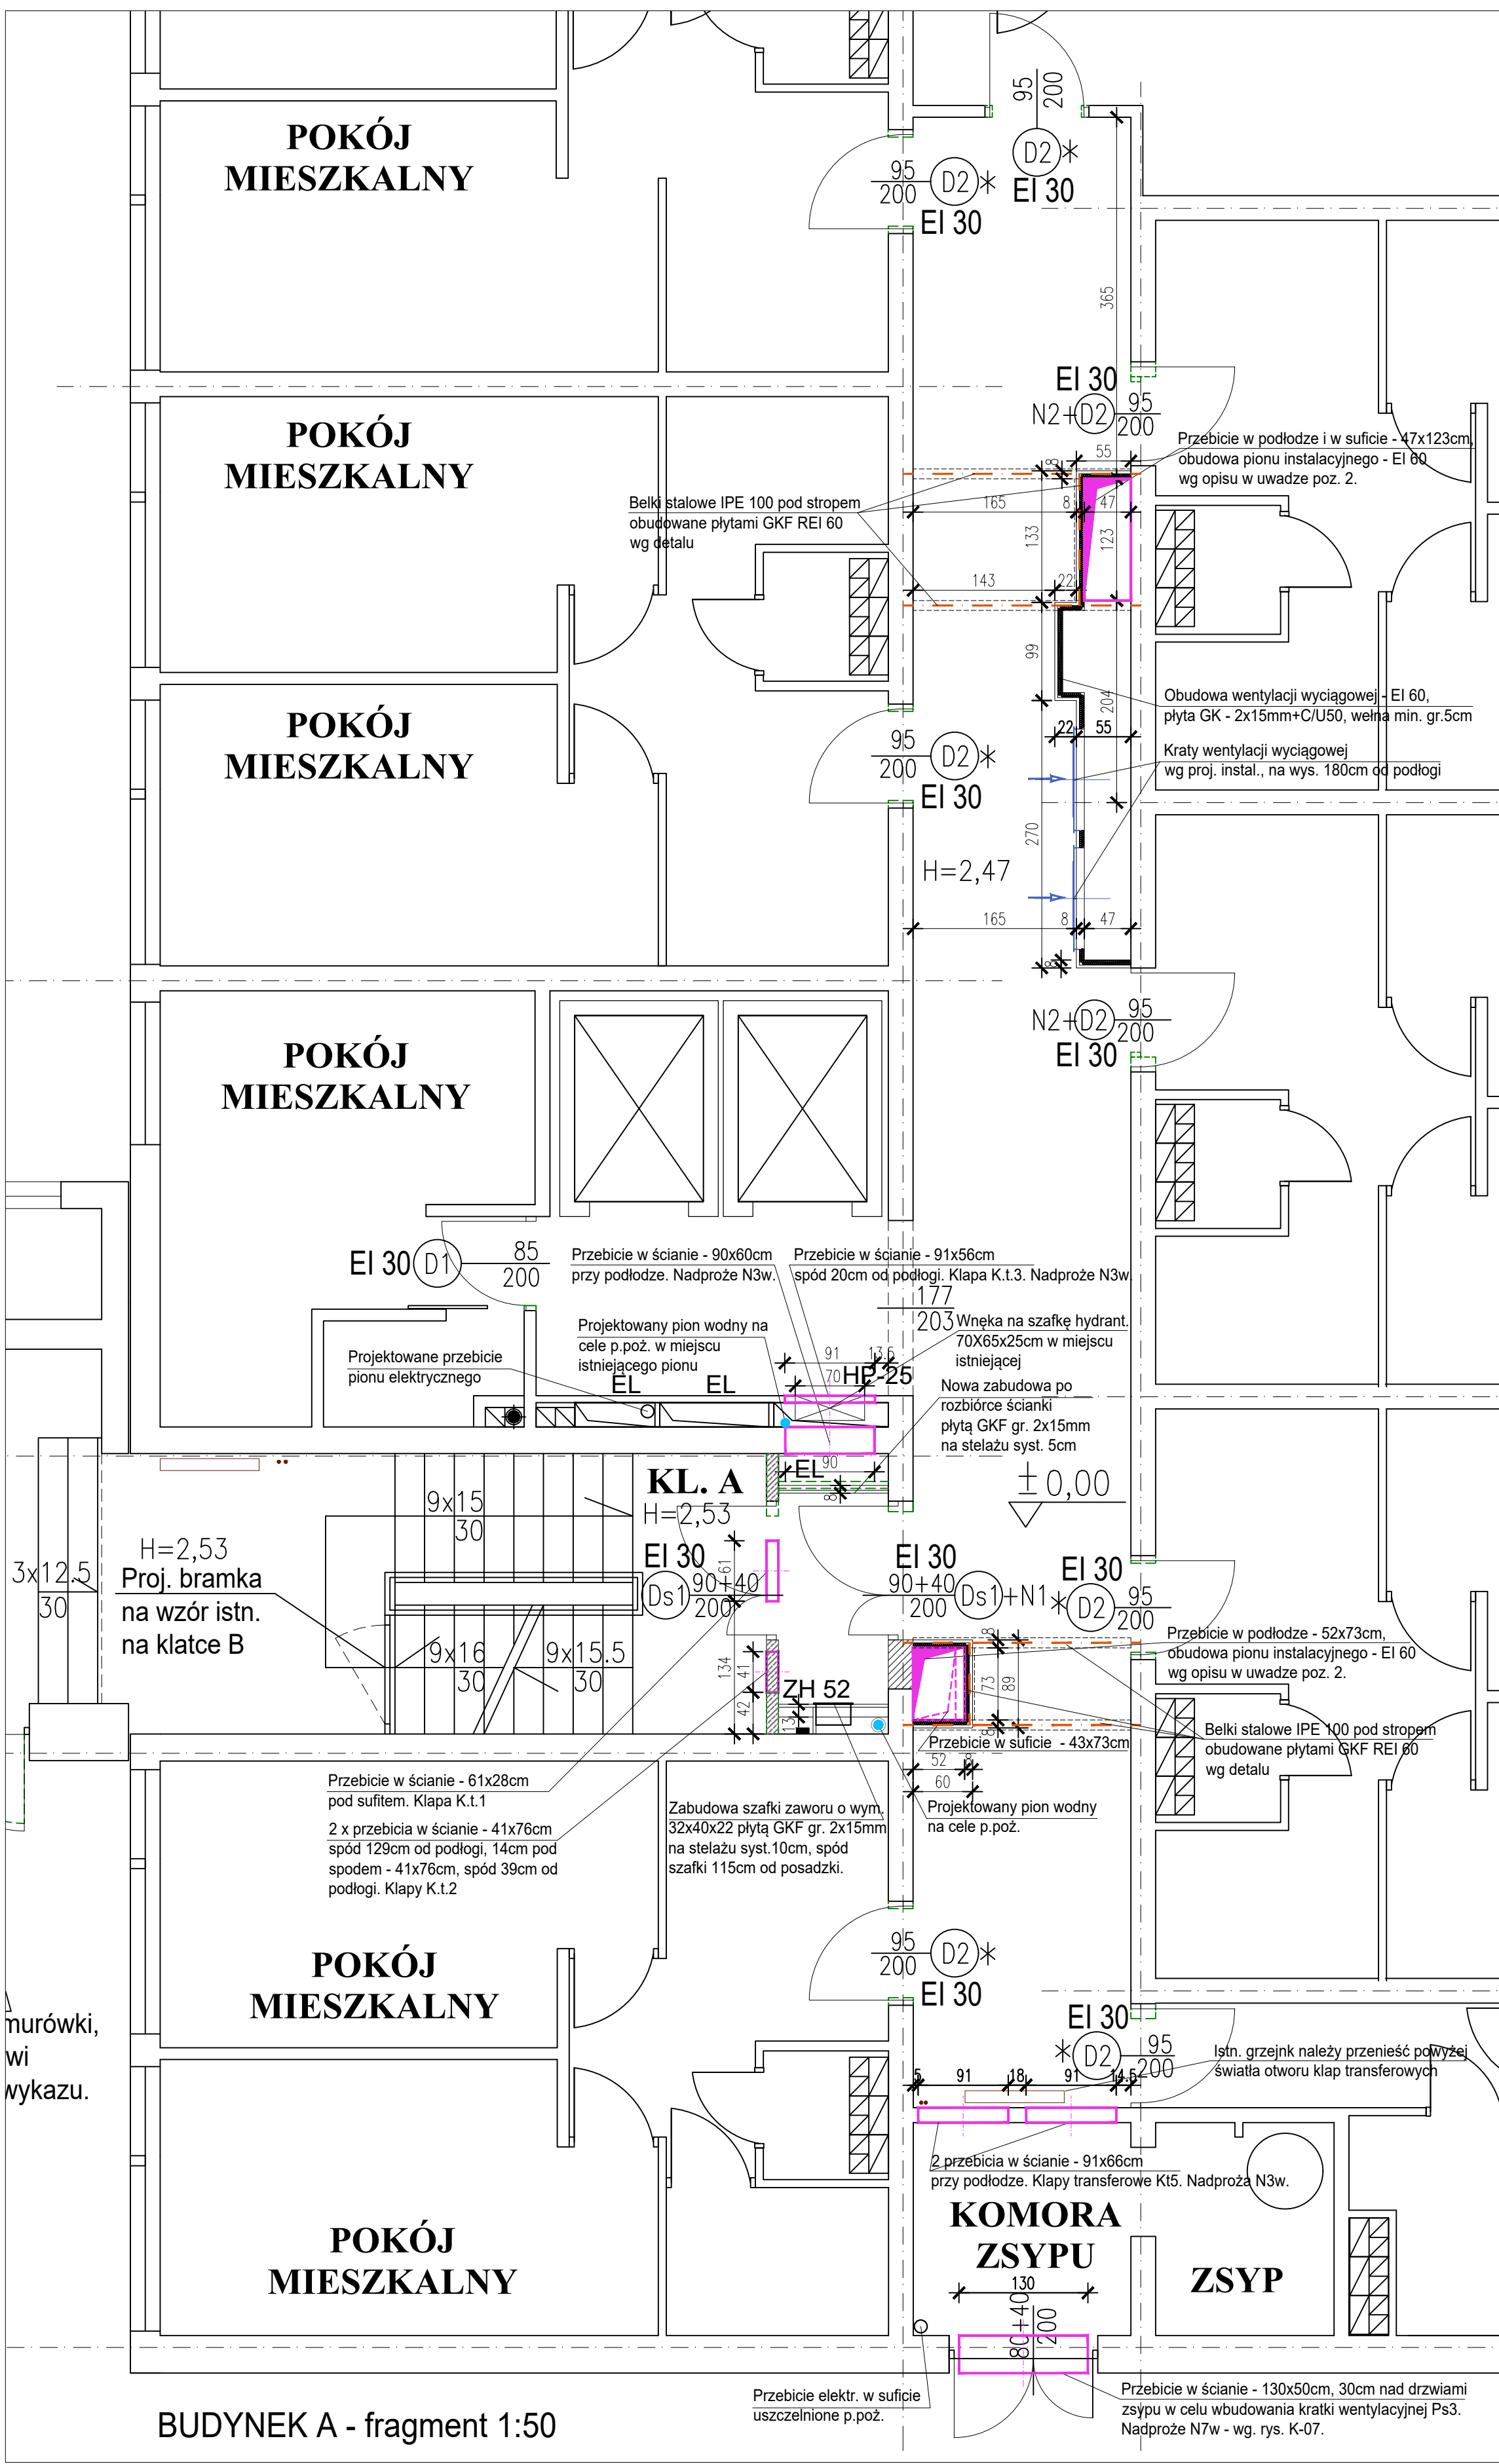 POKÓJ
MIESZKALNY
95
200
D2
EI 30
95
200
D2
EI 30
365
POKÓJ
MIESZKALNY
EI 30
N2+D2
95
200
Przebicie w podłodze i w suficie - 47x123cm,
obudowa pionu instalacyjnego - EI 60
wg opisu w uwadze poz. 2.
Belki stalowe IPE 100 pod stropem
obudowane płytami GKF REI 60
wg detalu
8
55
165
8
47
133
123
143
22
99
204
Obudowa wentylacji wyciągowej - EI 60,
płyta GK - 2x15mm+C/U50, wełna min. gr.5cm
22
55
Kraty wentylacji wyciągowej
wg proj. instal., na wys. 180cm od podłogi
POKÓJ
MIESZKALNY
95
200
D2
EI 30
270
H=2,47
165
8
47
8
N2+D2
95
200
EI 30
POKÓJ
MIESZKALNY
EI 30
D1
85
200
Przebicie w ścianie - 90x60cm
przy podłodze. Nadproże N3w.
Przebicie w ścianie - 91x56cm
spód 20cm od podłogi. Klapa K.t.3. Nadproże N3w.
177
203
Projektowany pion wodny na
cele p.poż. w miejscu
istniejącego pionu
Wnęka na szafkę hydrant.
70X65x25cm w miejscu
istniejącej
Projektowane przebicie
pionu elektrycznego
91
13.5
70
HP-25
EL
EL
Nowa zabudowa po
rozbiórce ścianki
płytą GKF gr. 2x15mm
na stelażu syst. 5cm
90
EL
8
KL. A
H=2,53
± 0,00
9x15
30
H=2,53
3x12.5
30
Proj. bramka
na wzór istn.
na klatce B
EI 30
Ds1
90+40
200
61
EI 30
90+40
200
Ds1
+N1
EI 30
D2
95
200
9x16
30
9x15.5
30
134
41
42
ZH 52
13
8
73
89
8
Przebicie w podłodze - 52x73cm,
obudowa pionu instalacyjnego - EI 60
wg opisu w uwadze poz. 2.
Belki stalowe IPE 100 pod stropem
obudowane płytami GKF REI 60
wg detalu
Przebicie w suficie - 43x73cm
52
8
60
Przebicie w ścianie - 61x28cm
pod sufitem. Klapa K.t.1
2 x przebicia w ścianie - 41x76cm
spód 129cm od podłogi, 14cm pod
spodem - 41x76cm, spód 39cm od
podłogi. Klapy K.t.2
Zabudowa szafki zaworu o wym.
32x40x22 płytą GKF gr. 2x15mm
na stelażu syst.10cm, spód
szafki 115cm od posadzki.
Projektowany pion wodny
na cele p.poż.
95
200
D2
EI 30
POKÓJ
MIESZKALNY
murówki,
wi
wykazu.
EI 30
D2
95
200
Istn. grzejnk należy przenieść powyżej
światła otworu klap transferowych
5
91
18
91
14.5
2 przebicia w ścianie - 91x66cm
przy podłodze. Klapy transferowe Kt5. Nadproża N3w.
POKÓJ
MIESZKALNY
KOMORA
ZSYPU
ZSYP
130
80+40
200
Przebicie elektr. w suficie
uszczelnione p.poż.
Przebicie w ścianie - 130x50cm, 30cm nad drzwiami
zsypu w celu wbudowania kratki wentylacyjnej Ps3.
Nadproże N7w - wg. rys. K-07.
BUDYNEK A - fragment 1:50